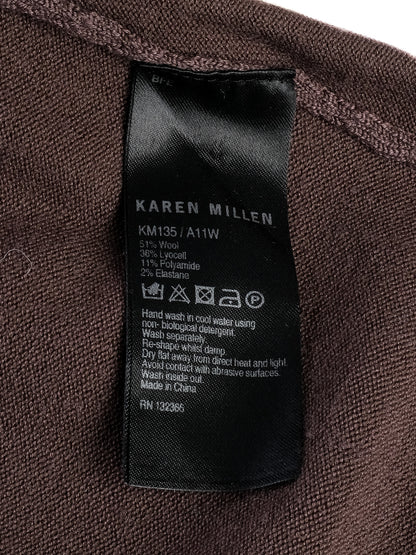 KAREN MILLEN
KM135 / A11W
51% Wool
36% Lyocell
11% Polyamide
2% Elastane
P
Hand wash in cool water using
non- biological detergent.
Wash separately.
Re-shape whilst damp.
Dry flat away from direct heat and light.
Avoid contact with abrasive surfaces.
Wash inside out.
Made in China
RN 132366